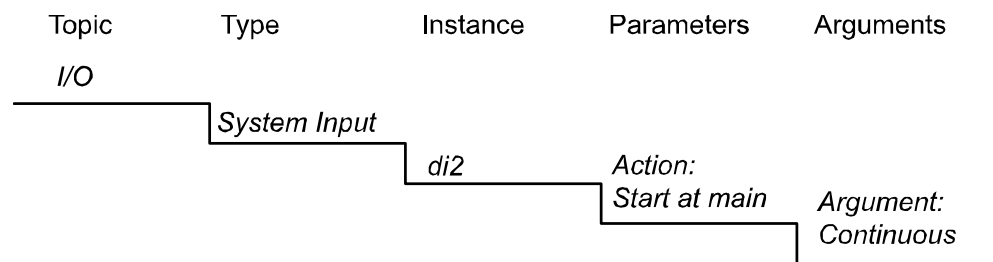 Topic Type Instance Parameters Arguments
I/O
System Input
di2
Action:
Start at main
Argument:
Continuous